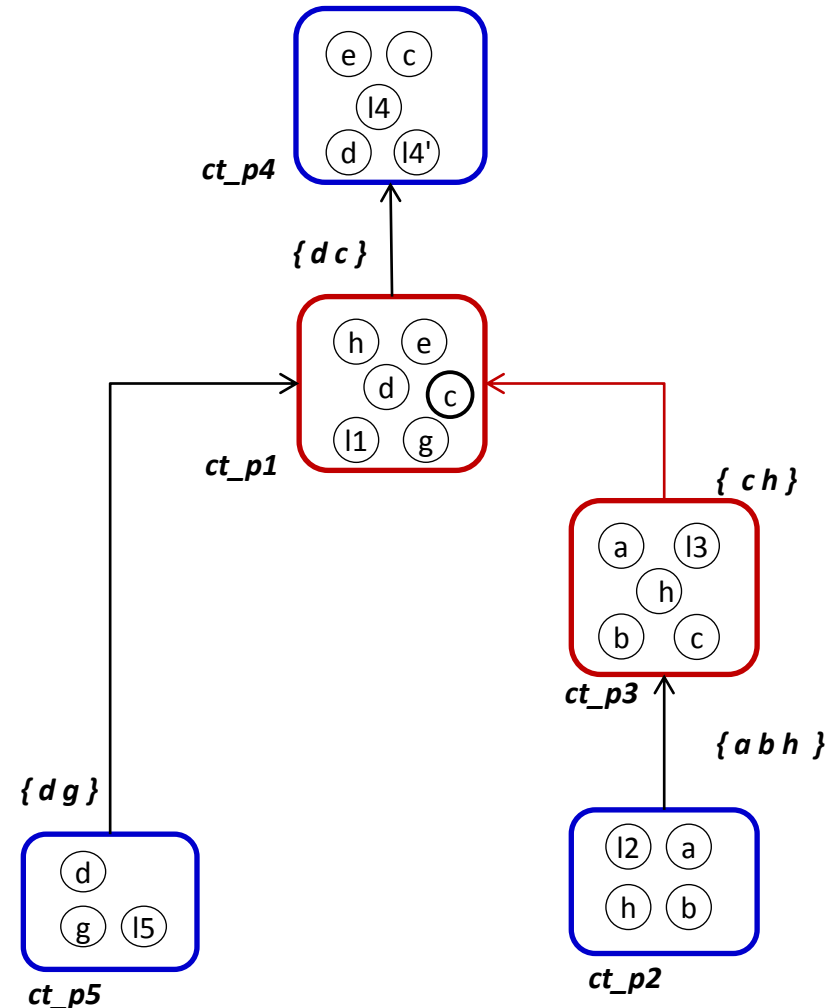 e c
l4
d l4'
ct_p4
{ d c }
h e
d c
l1 g
ct_p1
{ c h }
a l3
h
b c
ct_p3
{ a b h }
{ d g }
l2 a
d
h b
g l5
ct_p2
ct_p5